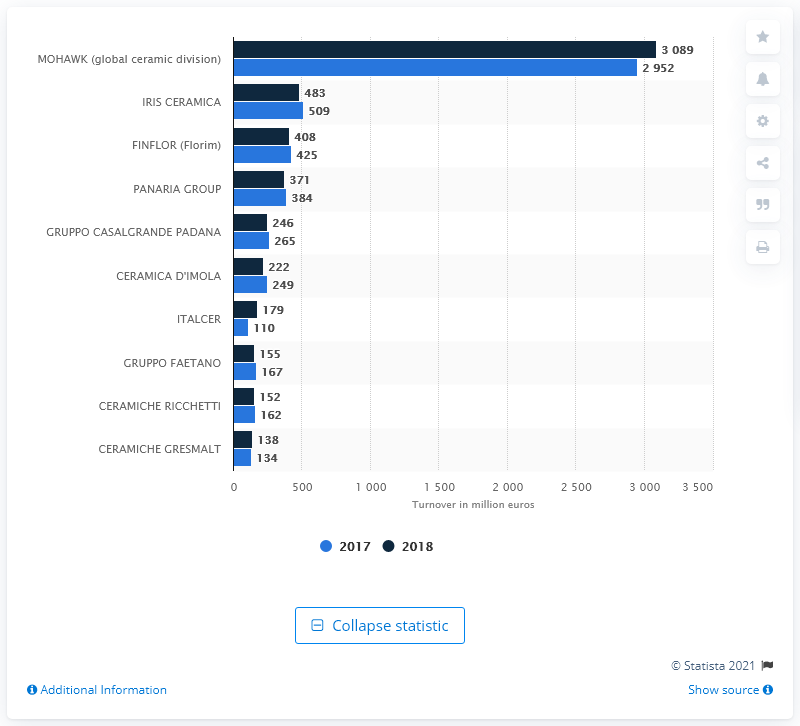 MOHAWK (global ceramic division)
3 089
2 952
IRIS CERAMICA
483
509
FINFLOR (Florim)
408
425
PANARIA GROUP
371
384
GRUPPO CASALGRANDE PADANA
246
265
CERAMICA D'IMOLA
222
249
ITALCER
179
110
GRUPPO FAETANO
155
167
CERAMICHE RICCHETTI
152
162
CERAMICHE GRESMALT
138
134
0 500 1 000 1 500 2 000 2 500 3 000 3 500
Turnover in million euros
2017 2018
Collapse statistic
© Statista 2021
Additional Information
Show source